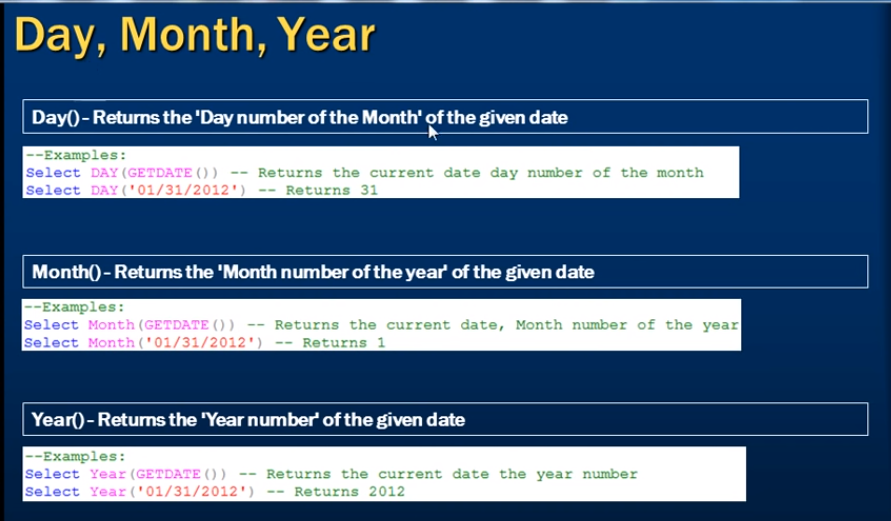 Day, Month, Year
Day() - Returns the 'Day number of the Month' of the given date
--Examples:
Select DAY(GETDATE()) -- Returns the current date day number of the month
Select DAY('01/31/2012') -- Returns 31
Month() - Returns the 'Month number of the year' of the given date
--Examples:
Select Month(GETDATE()) -- Returns the current date, Month number of the year
Select Month('01/31/2012') -- Returns 1
Year() - Returns the 'Year number' of the given date
--Examples:
Select Year(GETDATE()) -- Returns the current date the year number
Select Year('01/31/2012') -- Returns 2012